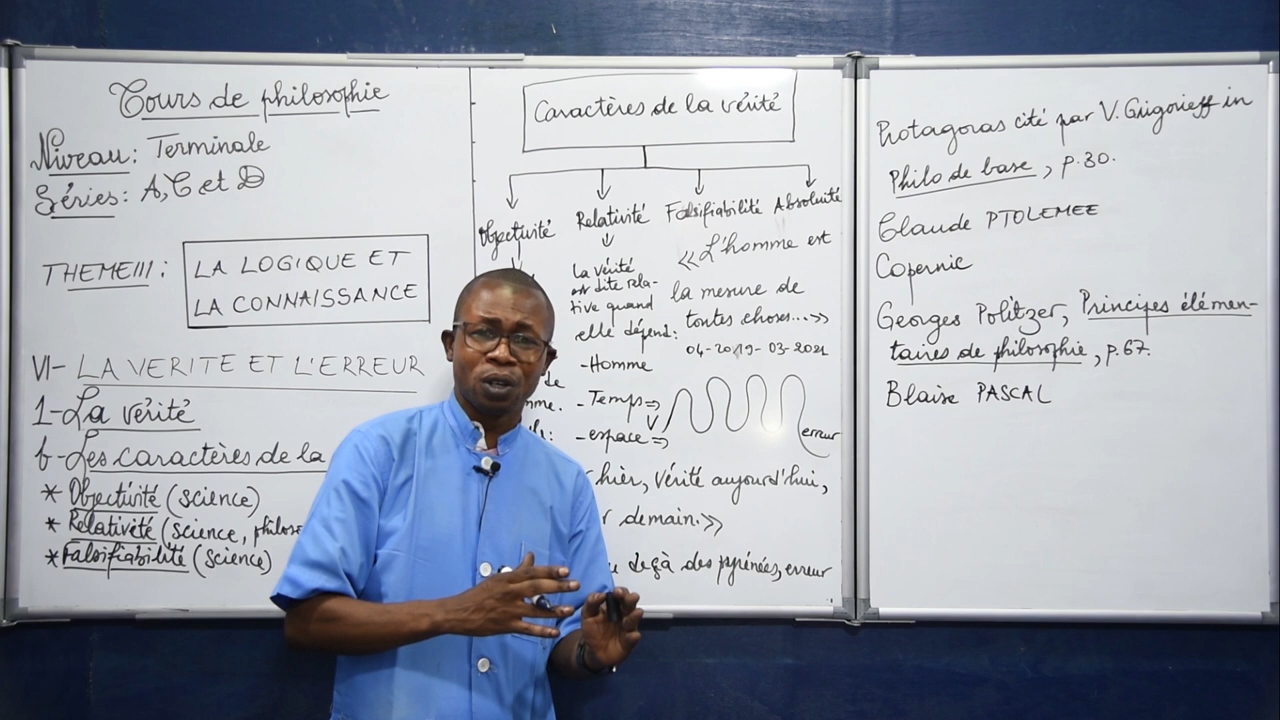 Cours de philosophie
Niveau: Terminale
Séries: A, C et D
THEME III: LA LOGIQUE ET
LA CONNAISSANCE
VI- LA VERITE ET L'ERREUR
1- La vérité
b- Les caractères de la
* Objectivité (science)
* Relativité (science, philoso
* Falsifiabilité (science)
Caractères de la vérité
Objectivité
Relativité
Falsifiabilité
Absoluité
de
mme.
La vérité
est dite rela-
tive quand
elle dépend:
- Homme
- Temps =>
- espace =>
<< L'homme est
la mesure de
toutes choses...>>
04-2019-03-2021
erreur
hier, Vérité aujourd'hui,
r demain.>>
deçà des pyrénées, erreur
Protagoras cité par V. Grigorieff in
Philo de base, p.30.
Claude PTOLEMEE
Copernic
Georges Politzer, Principes élémen-
taires de philosophie, p.67.
Blaise PASCAL